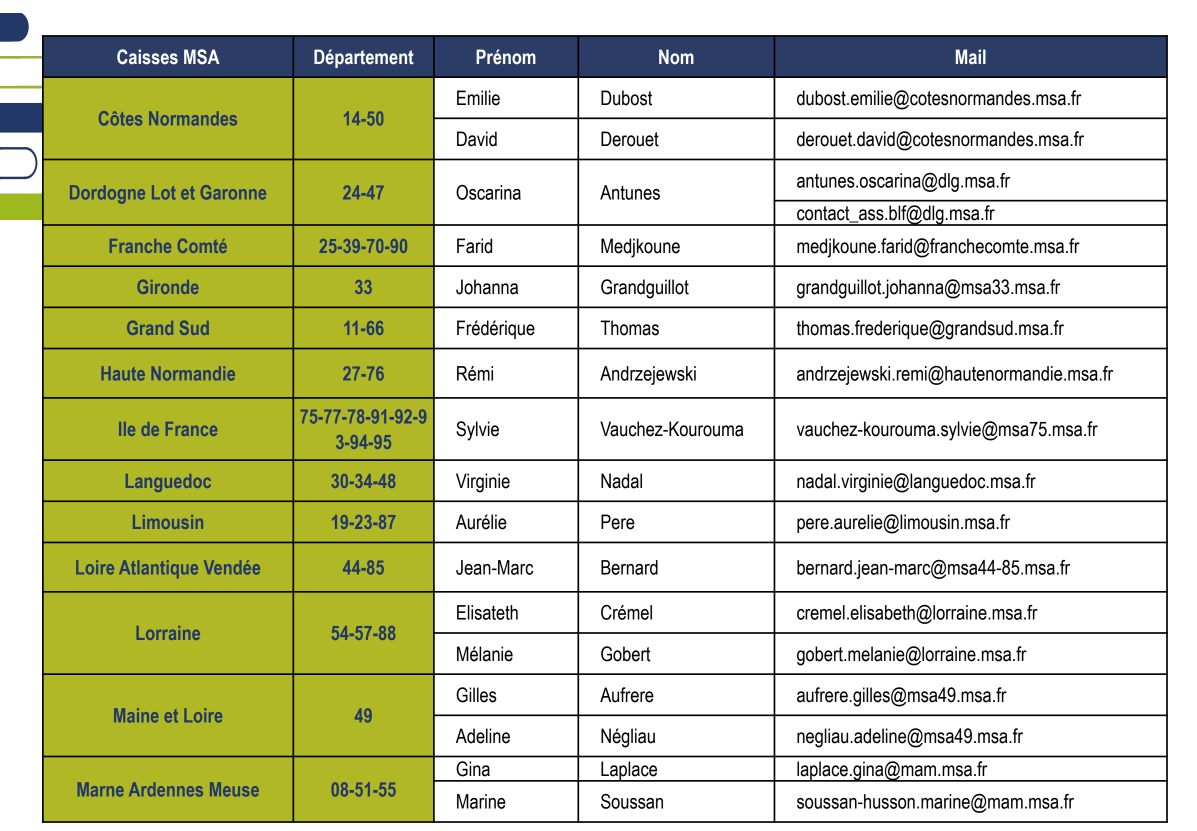 Caisses MSA Département Prénom Nom Mail
Côtes Normandes 14-50 Emilie Dubost dubost.emilie@cotesnormandes.msa.fr
David Derouet derouet.david@cotesnormandes.msa.fr
Dordogne Lot et Garonne 24-47 Oscarina Antunes antunes.oscarina@dlg.msa.fr
contact_ass.blf@dlg.msa.fr
Franche Comté 25-39-70-90 Farid Medjkoune medjkoune.farid@franchecomte.msa.fr
Gironde 33 Johanna Grandguillot grandguillot.johanna@msa33.msa.fr
Grand Sud 11-66 Frédérique Thomas thomas.frederique@grandsud.msa.fr
Haute Normandie 27-76 Rémi Andrzejewski andrzejewski.remi@hautenormandie.msa.fr
Ile de France 75-77-78-91-92-9
3-94-95 Sylvie Vauchez-Kourouma vauchez-kourouma.sylvie@msa75.msa.fr
Languedoc 30-34-48 Virginie Nadal nadal.virginie@languedoc.msa.fr
Limousin 19-23-87 Aurélie Pere pere.aurelie@limousin.msa.fr
Loire Atlantique Vendée 44-85 Jean-Marc Bernard bernard.jean-marc@msa44-85.msa.fr
Lorraine 54-57-88 Elisateth Crémel cremel.elisabeth@lorraine.msa.fr
Mélanie Gobert gobert.melanie@lorraine.msa.fr
Maine et Loire 49 Gilles Aufrere aufrere.gilles@msa49.msa.fr
Adeline Négliau negliau.adeline@msa49.msa.fr
Marne Ardennes Meuse 08-51-55 Gina Laplace laplace.gina@mam.msa.fr
Marine Soussan soussan-husson.marine@mam.msa.fr